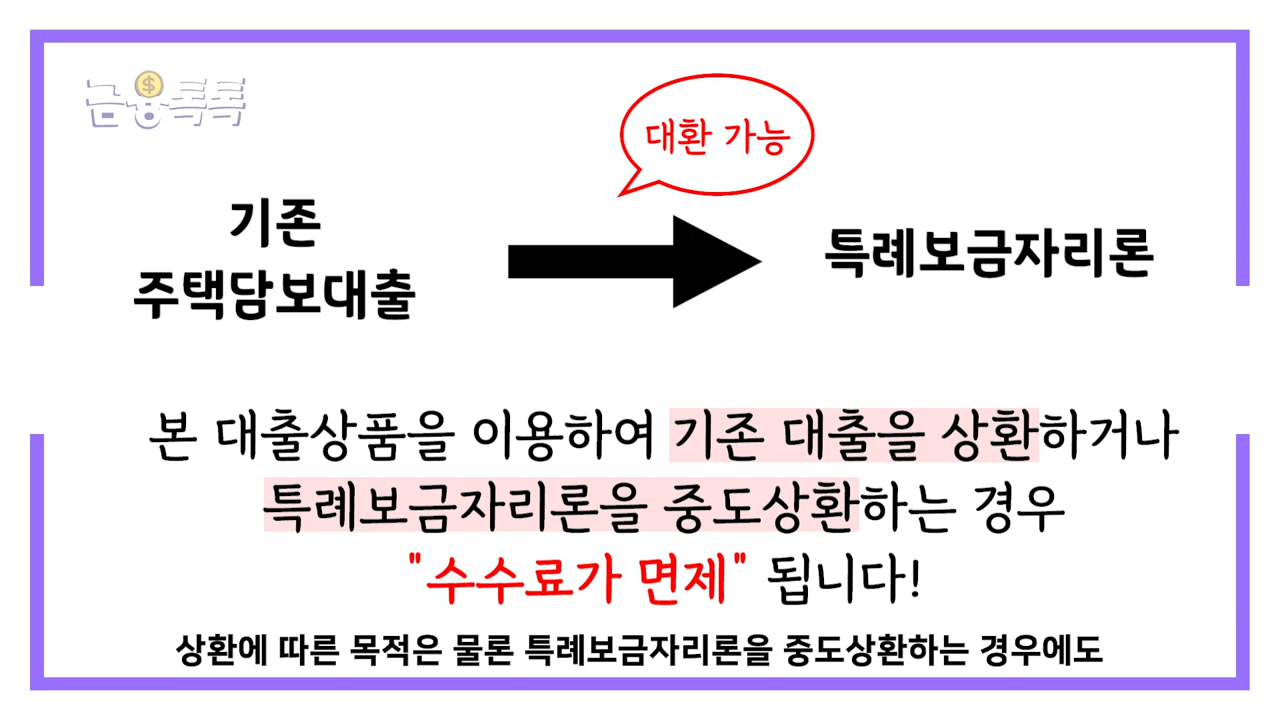 금융톡톡
대환 가능
기존
주택담보대출
특례보금자리론
본 대출상품을 이용하여 기존 대출을 상환하거나
특례보금자리론을 중도상환하는 경우
"수수료가 면제" 됩니다!
상환에 따른 목적은 물론 특례보금자리론을 중도상환하는 경우에도